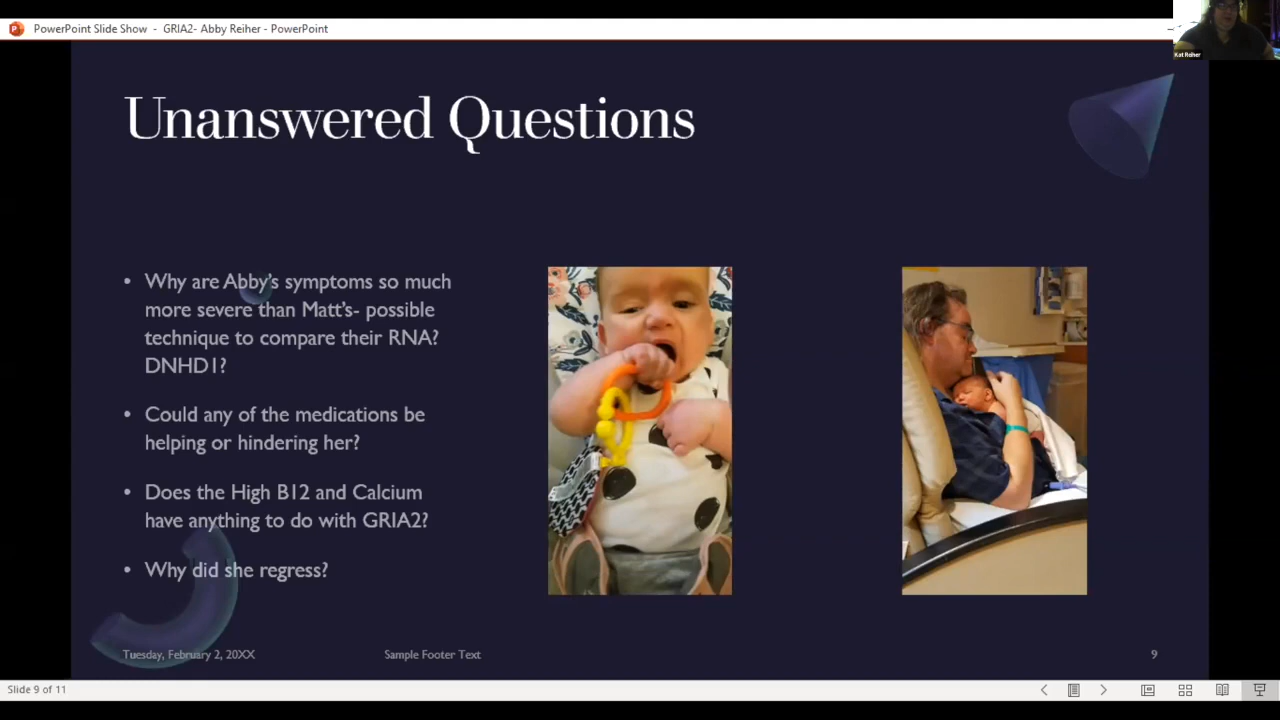 PowerPoint Slide Show - GRIA2- Abby Reiher - PowerPoint
Kat Reiher
Unanswered Questions
• Why are Abby's symptoms so much
more severe than Matt's- possible
technique to compare their RNA?
DNHD1?
• Could any of the medications be
helping or hindering her?
• Does the High B12 and Calcium
have anything to do with GRIA2?
• Why did she regress?
Tuesday, February 2, 20XX
Sample Footer Text
9
Slide 9 of 11